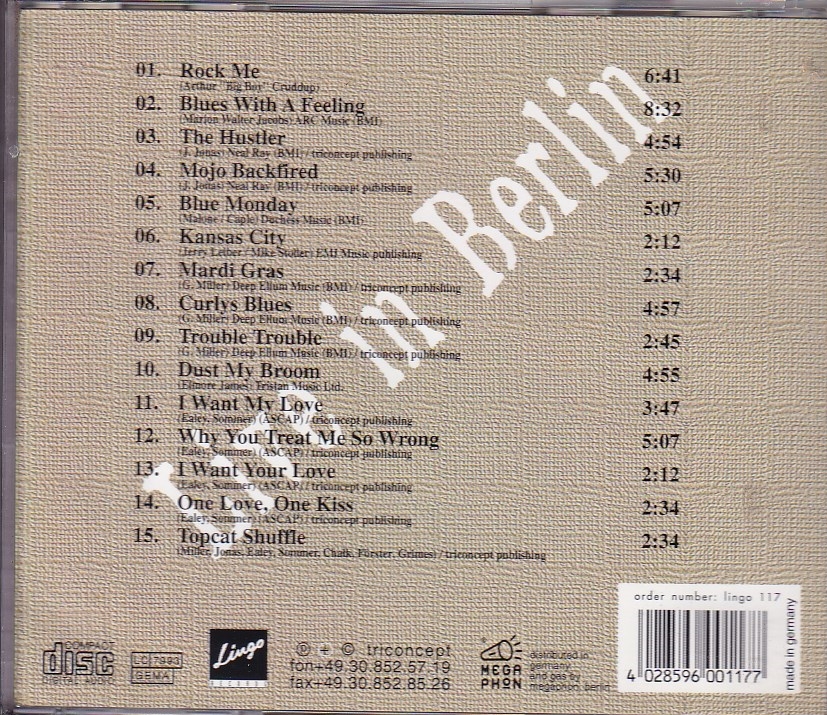 Live in Berlin
01. Rock Me 6:41
(Arthur "Big Boy" Cruddup)
02. Blues With A Feeling 8:32
(Marion Walter Jacobs) ARC Music (BMI)
03. The Hustler 4:54
(J. Jonas) Neal Ray (BMI) / triconcept publishing
04. Mojo Backfired 5:30
(J. Jonas) Neal Ray (BMI) / triconcept publishing
05. Blue Monday 5:07
(Malone / Caple) Duchess Music (BMI)
06. Kansas City 2:12
(Jerry Leiber / Mike Stoller) EMI Music publishing
07. Mardi Gras 2:34
(G. Miller) Deep Ellum Music (BMI) / triconcept publishing
08. Curlys Blues 4:57
(G. Miller) Deep Ellum Music (BMI) / triconcept publishing
09. Trouble Trouble 2:45
(G. Miller) Deep Ellum Music (BMI) / triconcept publishing
10. Dust My Broom 4:55
(Elmore James) Tristan Music Ltd.
11. I Want My Love 3:47
(Ealey, Sommer) (ASCAP) / triconcept publishing
12. Why You Treat Me So Wrong 5:07
(Ealey, Sommer) (ASCAP) / triconcept publishing
13. I Want Your Love 2:12
(Ealey, Sommer) (ASCAP) / triconcept publishing
14. One Love, One Kiss 2:34
(Ealey, Sommer) (ASCAP) / triconcept publishing
15. Topcat Shuffle 2:34
(Miller, Jonas, Ealey, Sommer, Chalk, Förster, Grimes) / triconcept publishing
order number: lingo 117
made in germany
4 028596 001177
COMPACT
disc
DIGITAL AUDIO
LC 7993
GEMA
Lingo
RECORDS
℗ + © triconcept
fon+49.30.852.57.19
fax+49.30.852.85.26
MEGA
PHON
distributed in
germany
and gas by
megaphon, berlin